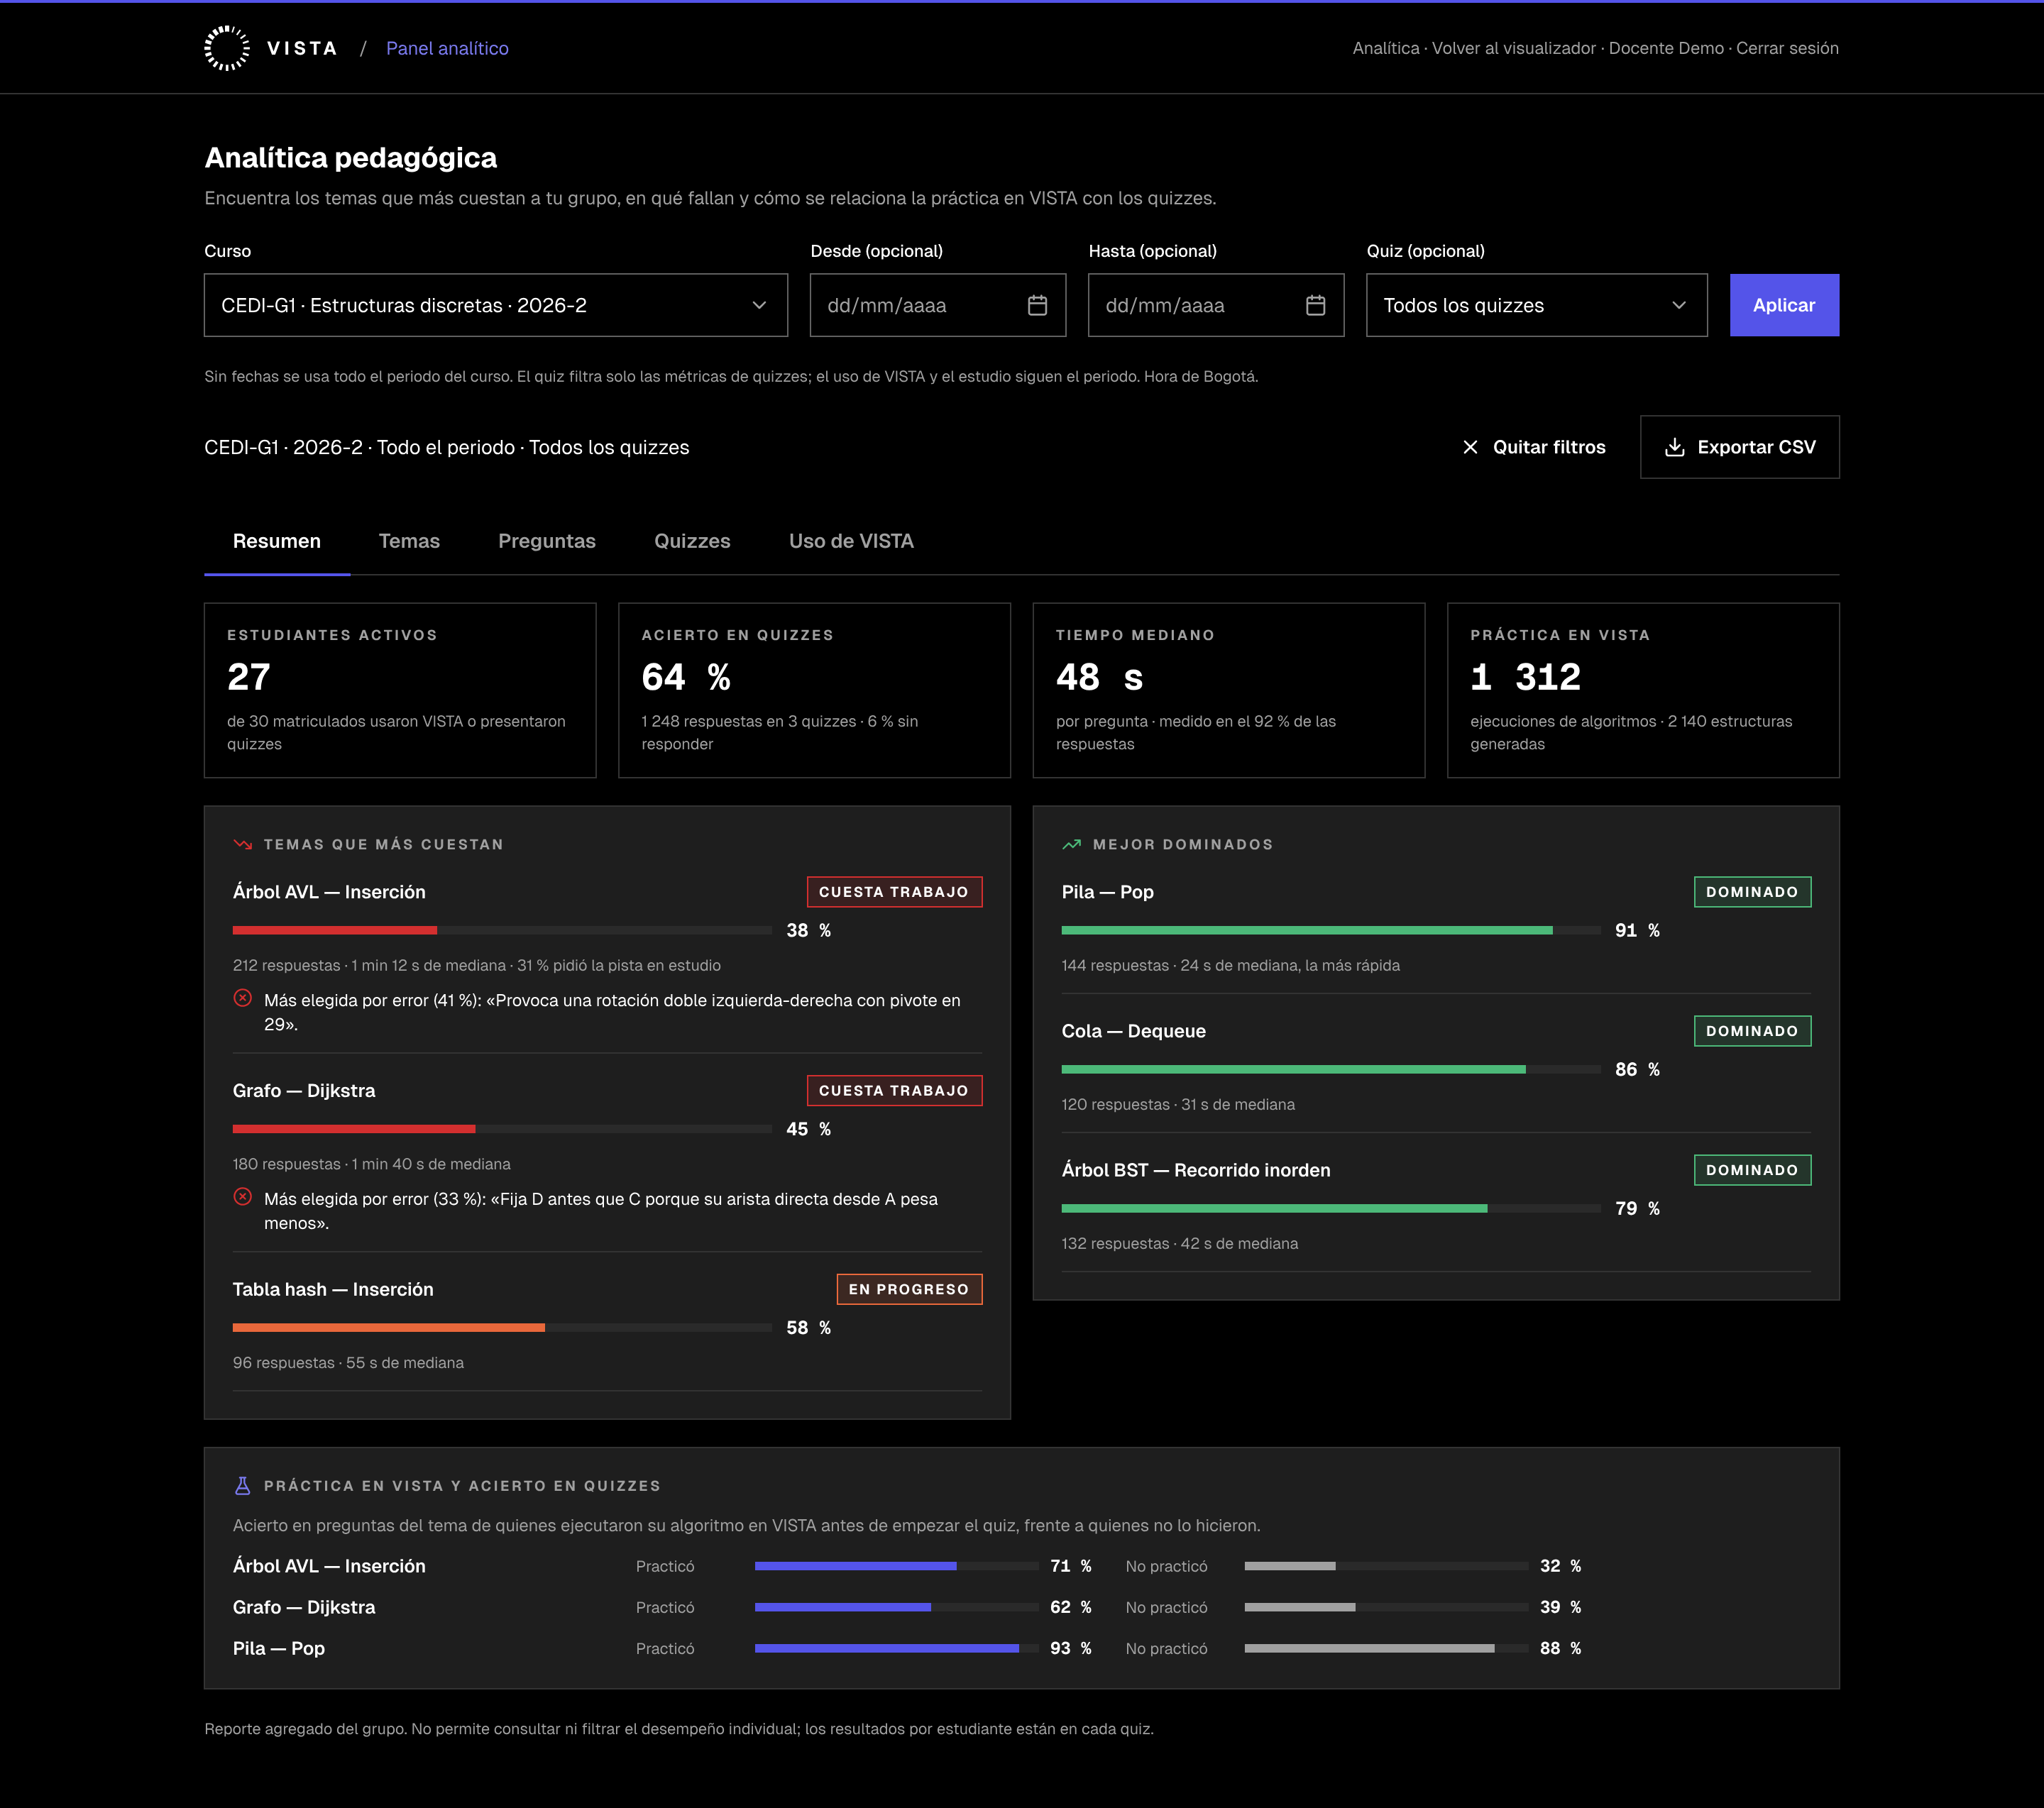 VISTA / Panel analítico
Analítica · Volver al visualizador · Docente Demo · Cerrar sesión
Analítica pedagógica
Encuentra los temas que más cuestan a tu grupo, en qué fallan y cómo se relaciona la práctica en VISTA con los quizzes.
Curso
Desde (opcional)
Hasta (opcional)
Quiz (opcional)
CEDI-G1 · Estructuras discretas · 2026-2
dd/mm/aaaa
dd/mm/aaaa
Todos los quizzes
Aplicar
Sin fechas se usa todo el periodo del curso. El quiz filtra solo las métricas de quizzes; el uso de VISTA y el estudio siguen el periodo. Hora de Bogotá.
CEDI-G1 · 2026-2 · Todo el periodo · Todos los quizzes
Quitar filtros
Exportar CSV
Resumen
Temas
Preguntas
Quizzes
Uso de VISTA
ESTUDIANTES ACTIVOS
27
de 30 matriculados usaron VISTA o presentaron
quizzes
ACIERTO EN QUIZZES
64 %
1 248 respuestas en 3 quizzes · 6 % sin
responder
TIEMPO MEDIANO
48 s
por pregunta · medido en el 92 % de las
respuestas
PRÁCTICA EN VISTA
1 312
ejecuciones de algoritmos · 2 140 estructuras
generadas
TEMAS QUE MÁS CUESTAN
Árbol AVL — Inserción
CUESTA TRABAJO
38 %
212 respuestas · 1 min 12 s de mediana · 31 % pidió la pista en estudio
Más elegida por error (41 %): «Provoca una rotación doble izquierda-derecha con pivote en
29».
Grafo — Dijkstra
CUESTA TRABAJO
45 %
180 respuestas · 1 min 40 s de mediana
Más elegida por error (33 %): «Fija D antes que C porque su arista directa desde A pesa
menos».
Tabla hash — Inserción
EN PROGRESO
58 %
96 respuestas · 55 s de mediana
MEJOR DOMINADOS
Pila — Pop
DOMINADO
91 %
144 respuestas · 24 s de mediana, la más rápida
Cola — Dequeue
DOMINADO
86 %
120 respuestas · 31 s de mediana
Árbol BST — Recorrido inorden
DOMINADO
79 %
132 respuestas · 42 s de mediana
PRÁCTICA EN VISTA Y ACIERTO EN QUIZZES
Acierto en preguntas del tema de quienes ejecutaron su algoritmo en VISTA antes de empezar el quiz, frente a quienes no lo hicieron.
Árbol AVL — Inserción Practicó 71 % No practicó 32 %
Grafo — Dijkstra Practicó 62 % No practicó 39 %
Pila — Pop Practicó 93 % No practicó 88 %
Reporte agregado del grupo. No permite consultar ni filtrar el desempeño individual; los resultados por estudiante están en cada quiz.